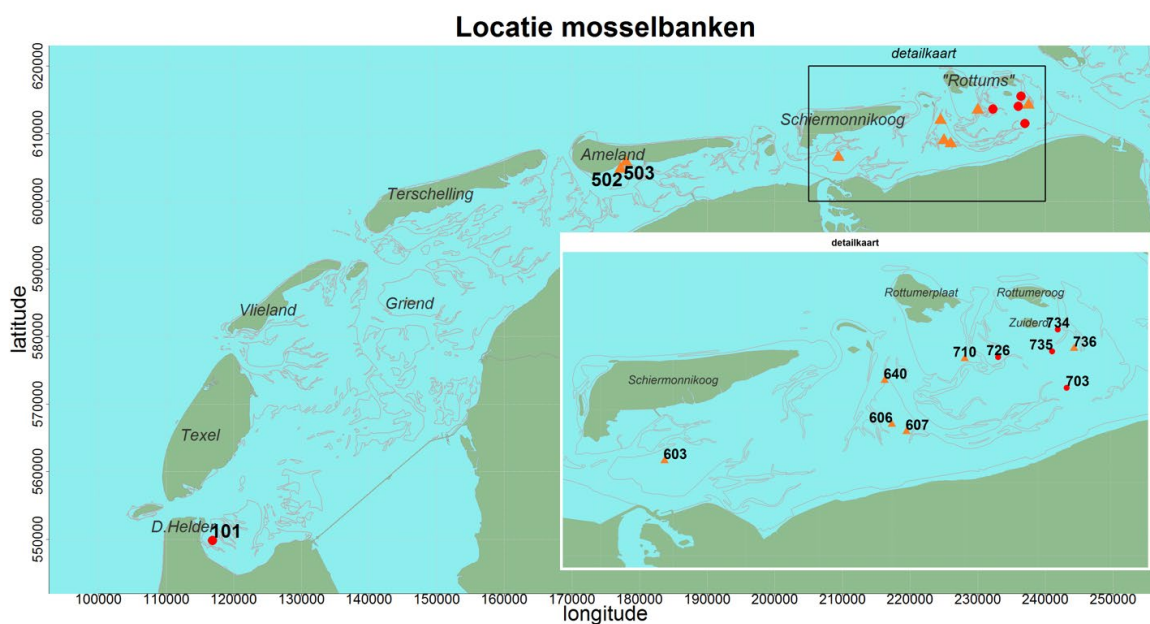 Locatie mosselbanken
detailkaart
"Rottums"
Schiermonnikoog
Ameland
502 503
Terschelling
Vlieland
Griend
Texel
D.Helder
101
latitude
620000
610000
600000
590000
580000
570000
560000
550000
100000 110000 120000 130000 140000 150000 160000 170000 180000 190000 200000 210000 220000 230000 240000 250000
longitude
detailkaart
Rottumerplaat
Rottumeroog
Zuiderd
734
735
736
710
726
703
640
606
607
Schiermonnikoog
603